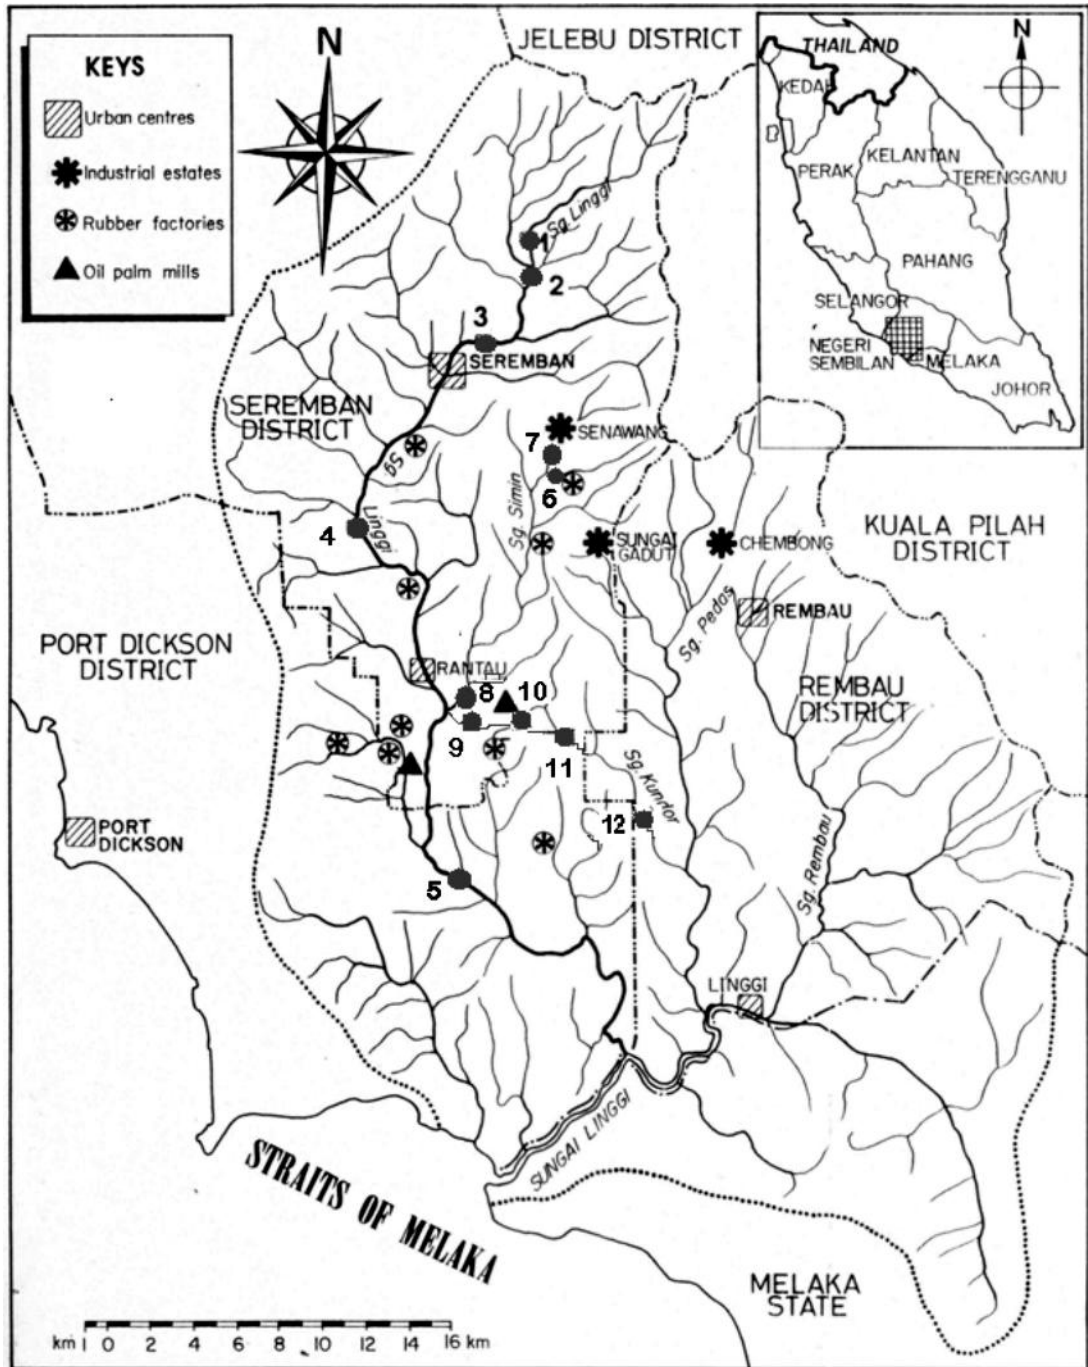 KEYS
Urban centres
Industrial estates
Rubber factories
Oil palm mills
N
JELEBU DISTRICT
N
THAILAND
KEDAH
PERAK
KELANTAN
TERENGGANU
PAHANG
SELANGOR
NEGERI
SEMBILAN
MELAKA
JOHOR
Sg. Linggi
1
2
3
SEREMBAN
SEREMBAN
DISTRICT
SENAWANG
7
6
Sg
Linggi
4
Sg. Simin
SUNGAI
GADUT
CHEMBONG
KUALA PILAH
DISTRICT
Sg. Pedas
REMBAU
PORT DICKSON
DISTRICT
RANTAU
REMBAU
DISTRICT
8
10
9
11
Sg. Kundor
12
PORT
DICKSON
Sg. Rembau
5
LINGGI
SUNGAI LINGGI
STRAITS OF MELAKA
MELAKA
STATE
km 1 0 2 4 6 8 10 12 14 16 km